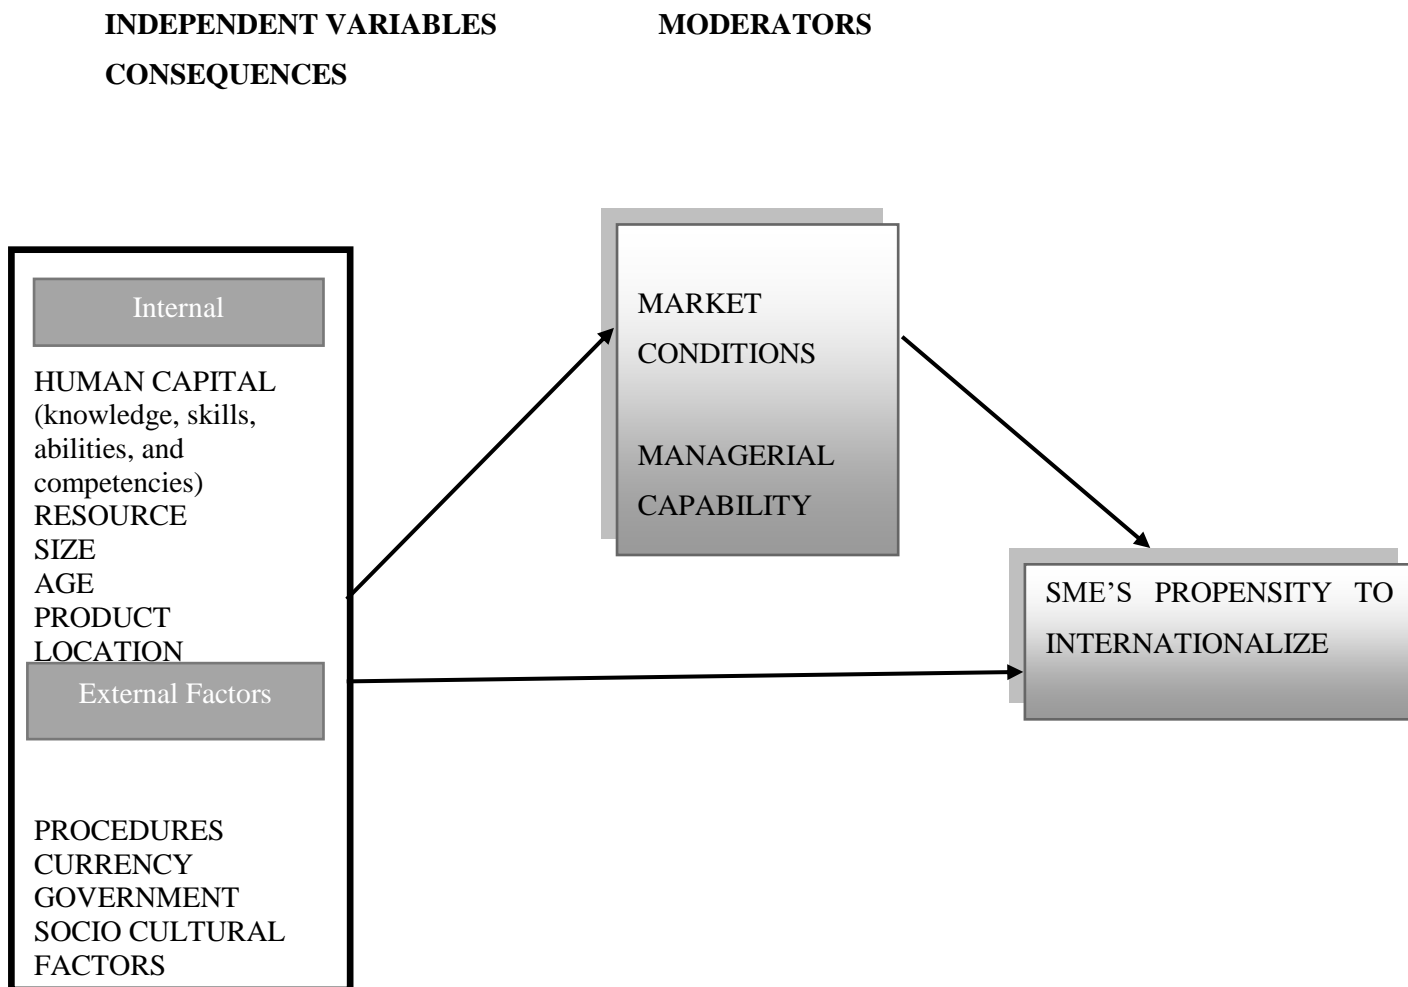 INDEPENDENT VARIABLES MODERATORS
CONSEQUENCES
Internal
HUMAN CAPITAL
(knowledge, skills,
abilities, and
competencies)
RESOURCE
SIZE
AGE
PRODUCT
LOCATION
External Factors
PROCEDURES
CURRENCY
GOVERNMENT
SOCIO CULTURAL
FACTORS
MARKET
CONDITIONS
MANAGERIAL
CAPABILITY
SME’S PROPENSITY TO
INTERNATIONALIZE